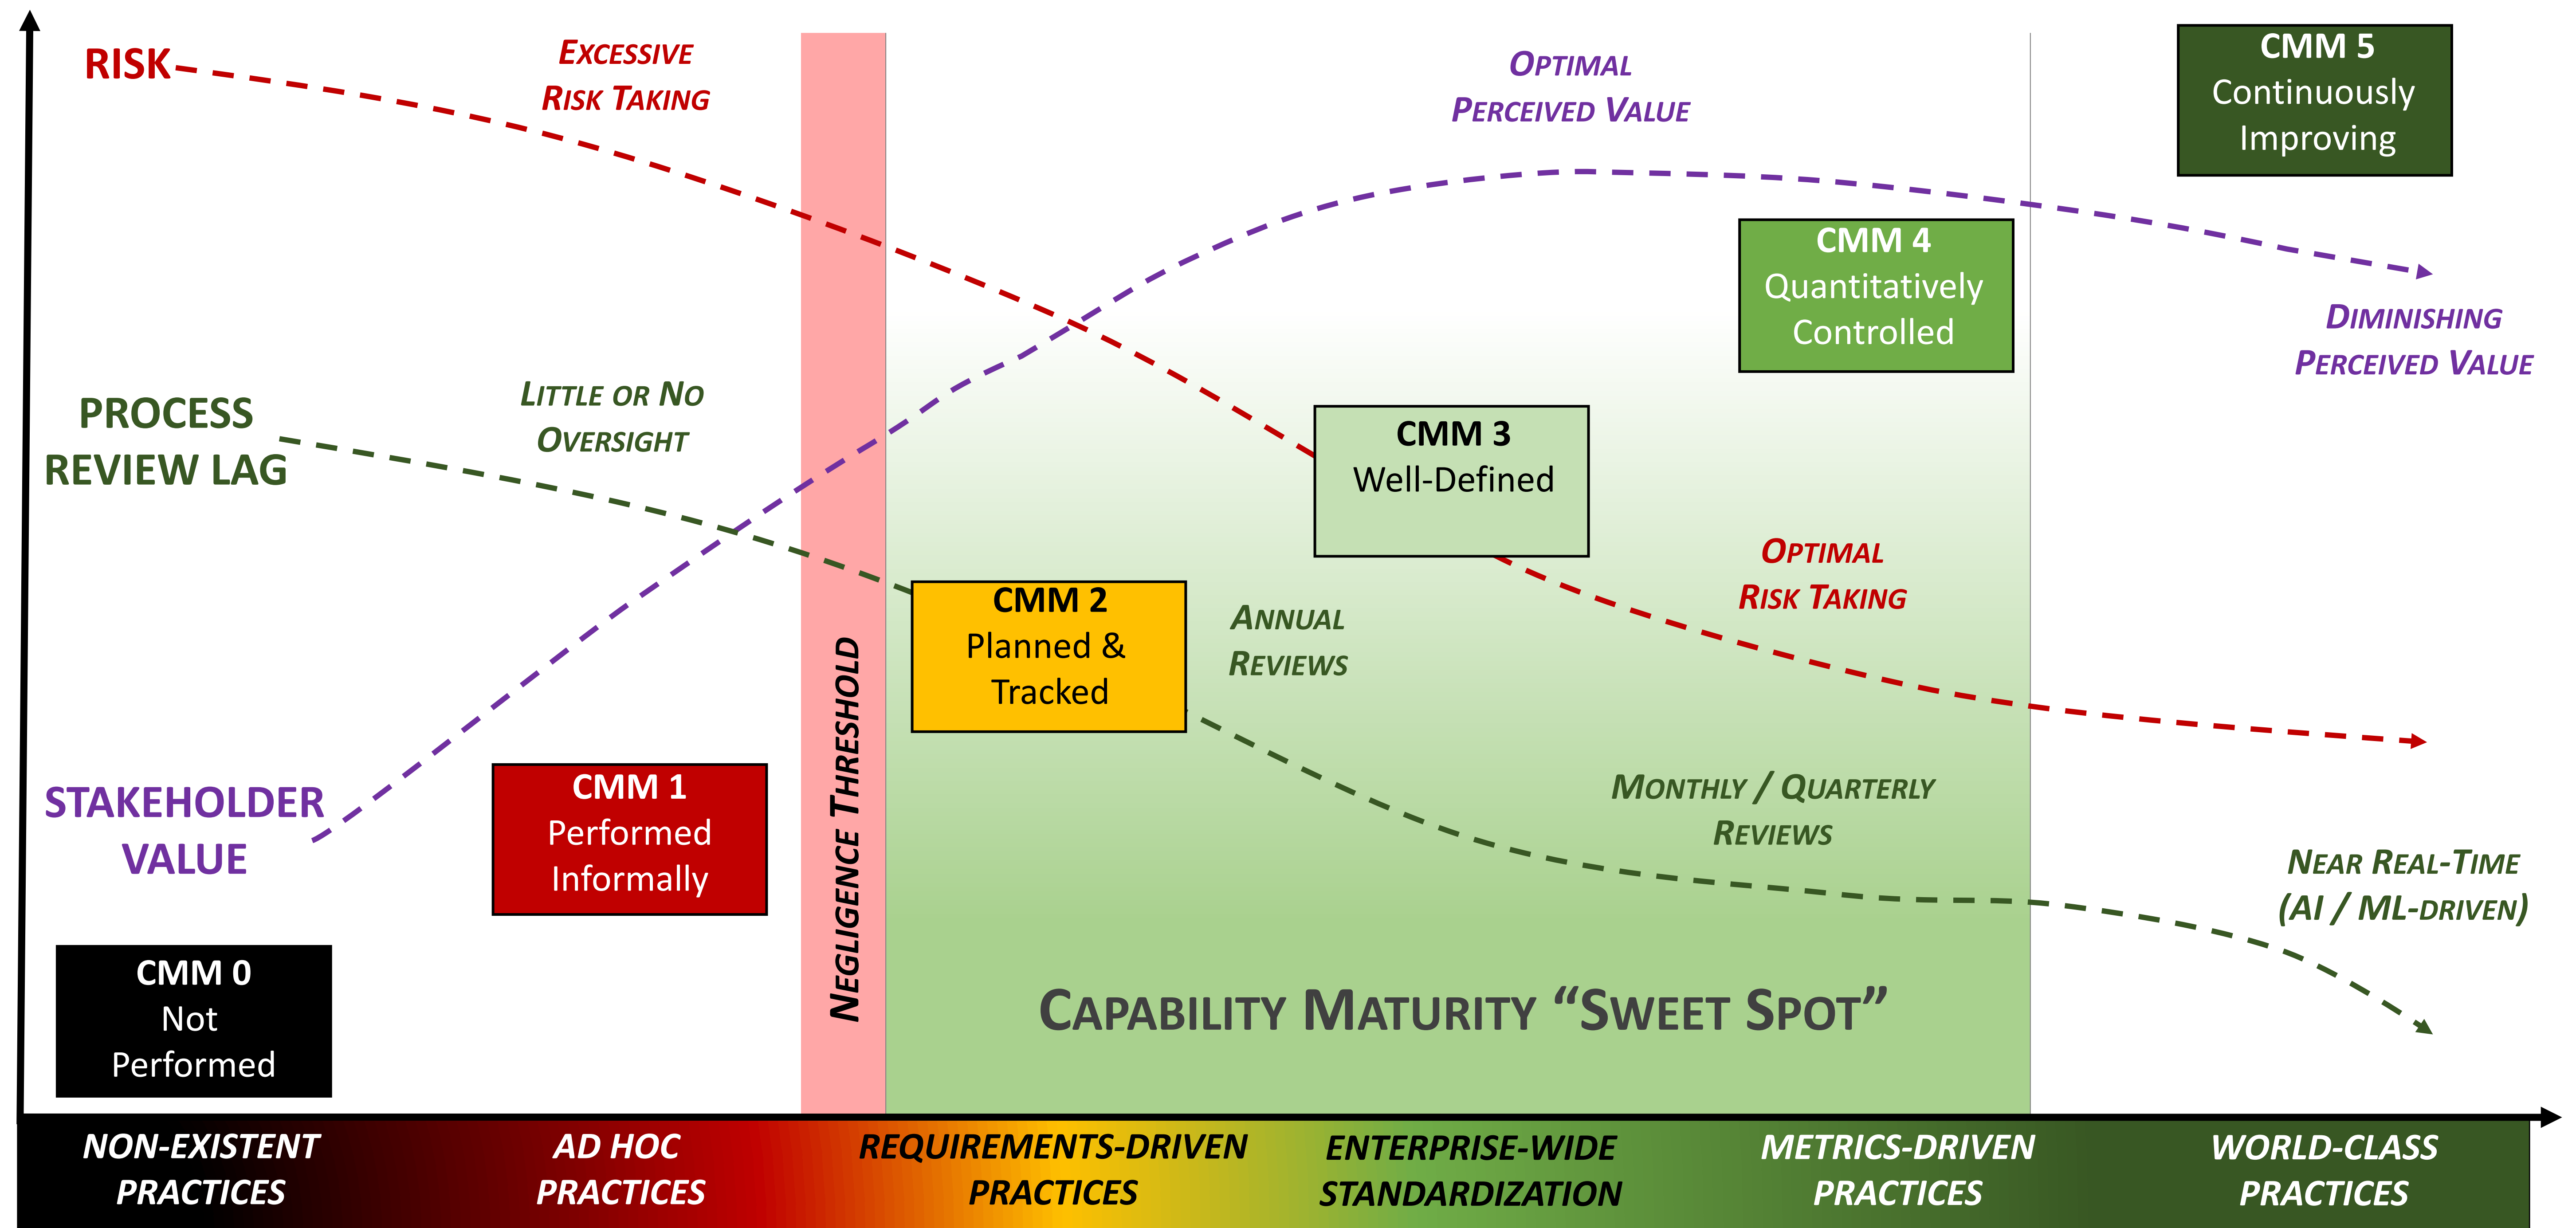 RISK
EXCESSIVE
RISK TAKING
OPTIMAL
PERCEIVED VALUE
CMM 5
Continuously
Improving
CMM 4
Quantitatively
Controlled
DIMINISHING
PERCEIVED VALUE
PROCESS
REVIEW LAG
LITTLE OR NO
OVERSIGHT
CMM 3
Well-Defined
OPTIMAL
RISK TAKING
CMM 2
Planned &
Tracked
ANNUAL
REVIEWS
STAKEHOLDER
VALUE
CMM 1
Performed
Informally
NEGLIGENCE THRESHOLD
MONTHLY / QUARTERLY
REVIEWS
NEAR REAL-TIME
(AI / ML-DRIVEN)
CMM 0
Not
Performed
CAPABILITY MATURITY “SWEET SPOT”
NON-EXISTENT
PRACTICES
AD HOC
PRACTICES
REQUIREMENTS-DRIVEN
PRACTICES
ENTERPRISE-WIDE
STANDARDIZATION
METRICS-DRIVEN
PRACTICES
WORLD-CLASS
PRACTICES